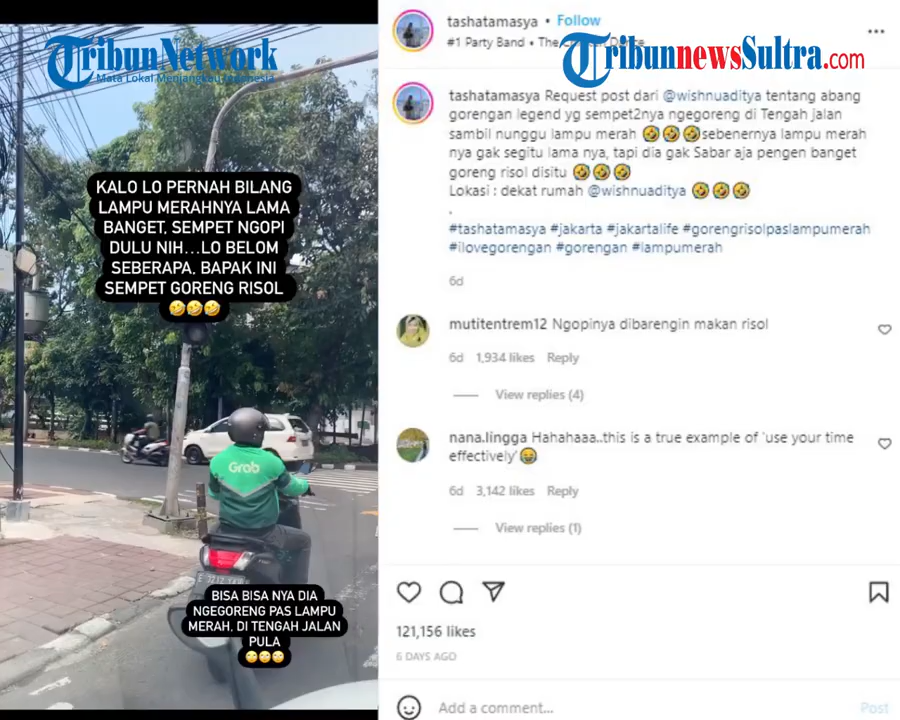 TribunNetwork
Mata Lokal Menjangkau Indonesia
KALO LO PERNAH BILANG
LAMPU MERAHNYA LAMA
BANGET, SEMPET NGOPI
DULU NIH...LO BELOM
SEBERAPA, BAPAK INI
SEMPET GORENG RISOL
🤣🤣🤣
Grab
BISA BISA NYA DIA
NGEGORENG PAS LAMPU
MERAH, DI TENGAH JALAN
PULA
🙄🙄🙄
tashatamasya • Follow
#1 Party Band • The
TribunnewsSultra.com
tashatamasya Request post dari @wishnuaditya tentang abang
gorengan legend yg sempet2nya ngegoreng di Tengah Jalan
sambil nunggu lampu merah 🤣🤣🤣sebenernya lampu merah
nya gak segitu lama nya, tapi dia gak Sabar aja pengen banget
goreng risol disitu 🤣🤣🤣
Lokasi : dekat rumah @wishnuaditya 🤣🤣🤣
.
#tashatamasya #jakarta #jakartalife #gorengrisolpaslampumerah
#ilovegorengan #gorengan #lampumerah
6d
mutitentrem12 Ngopinya dibarengin makan risol
6d 1,934 likes Reply
View replies (4)
nana.lingga Hahahaaa..this is a true example of 'use your time
effectively'😂
6d 3,142 likes Reply
View replies (1)
121,156 likes
6 DAYS AGO
Add a comment...
Post